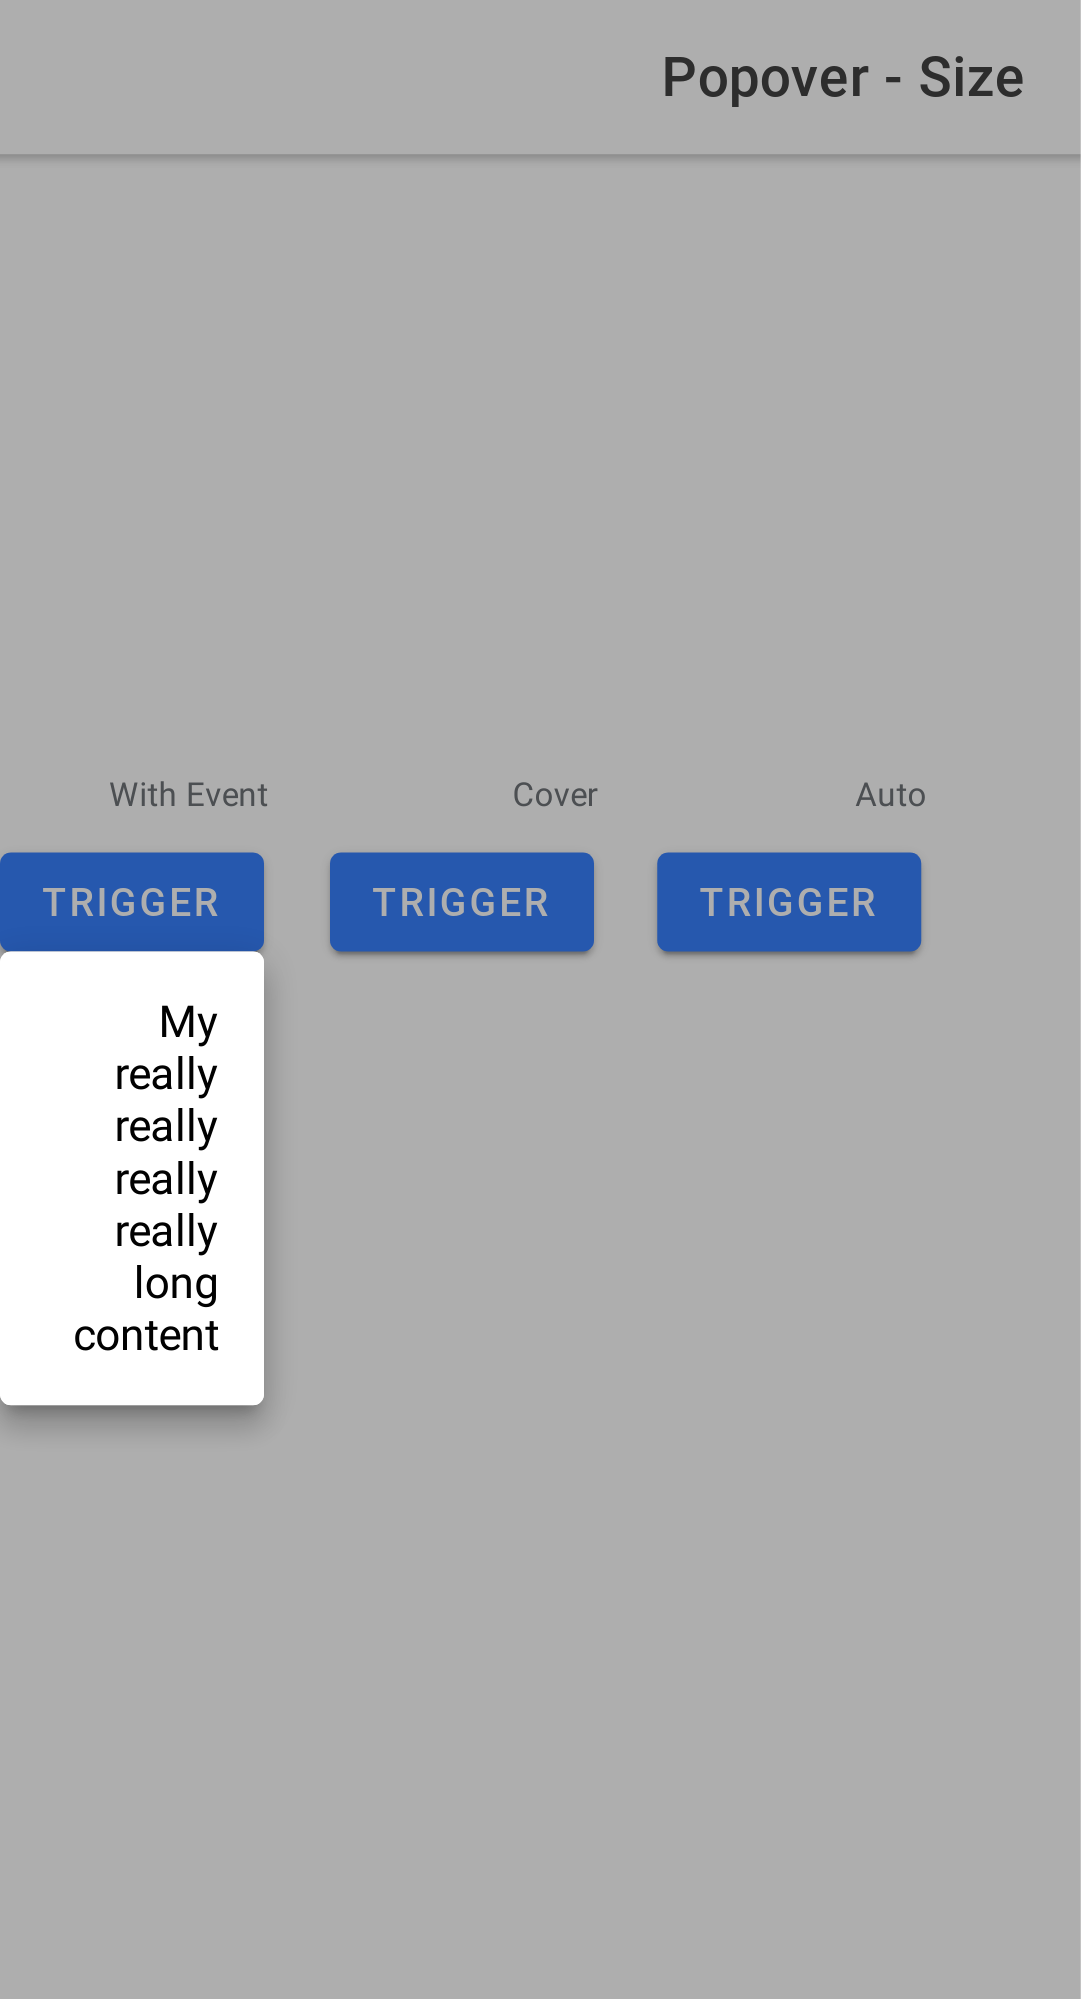 Popover - Size
Auto
Cover
With Event
TRIGGER
TRIGGER
TRIGGER
My
really
really
really
really
long
content